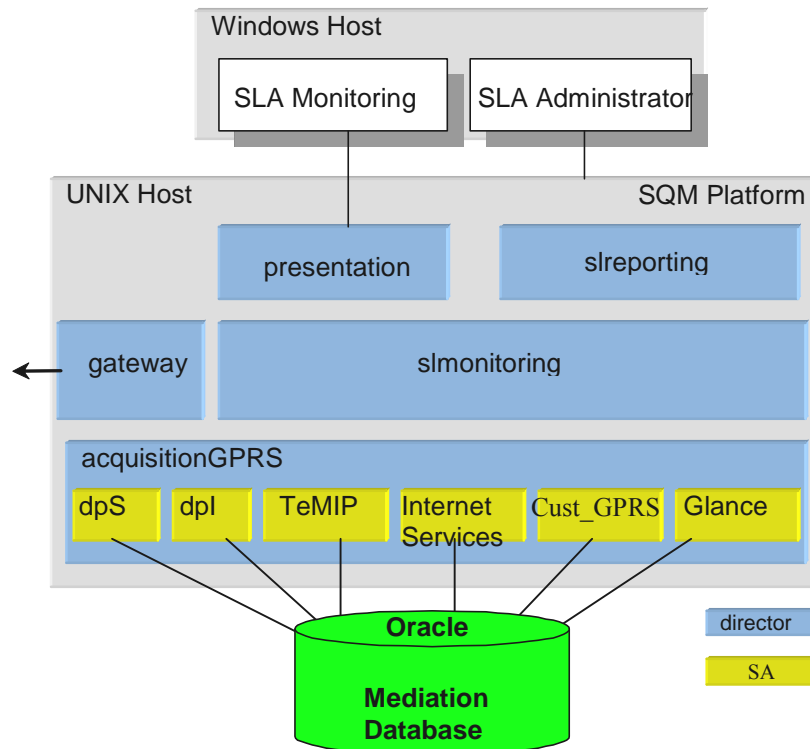 Windows Host
SLA Monitoring
SLA Administrator
UNIX Host
SQM Platform
presentation
slreporting
gateway
slmonitoring
acquisitionGPRS
dpS
dpI
TeMIP
Internet
Services
Cust_GPRS
Glance
Oracle
Mediation
Database
director
SA